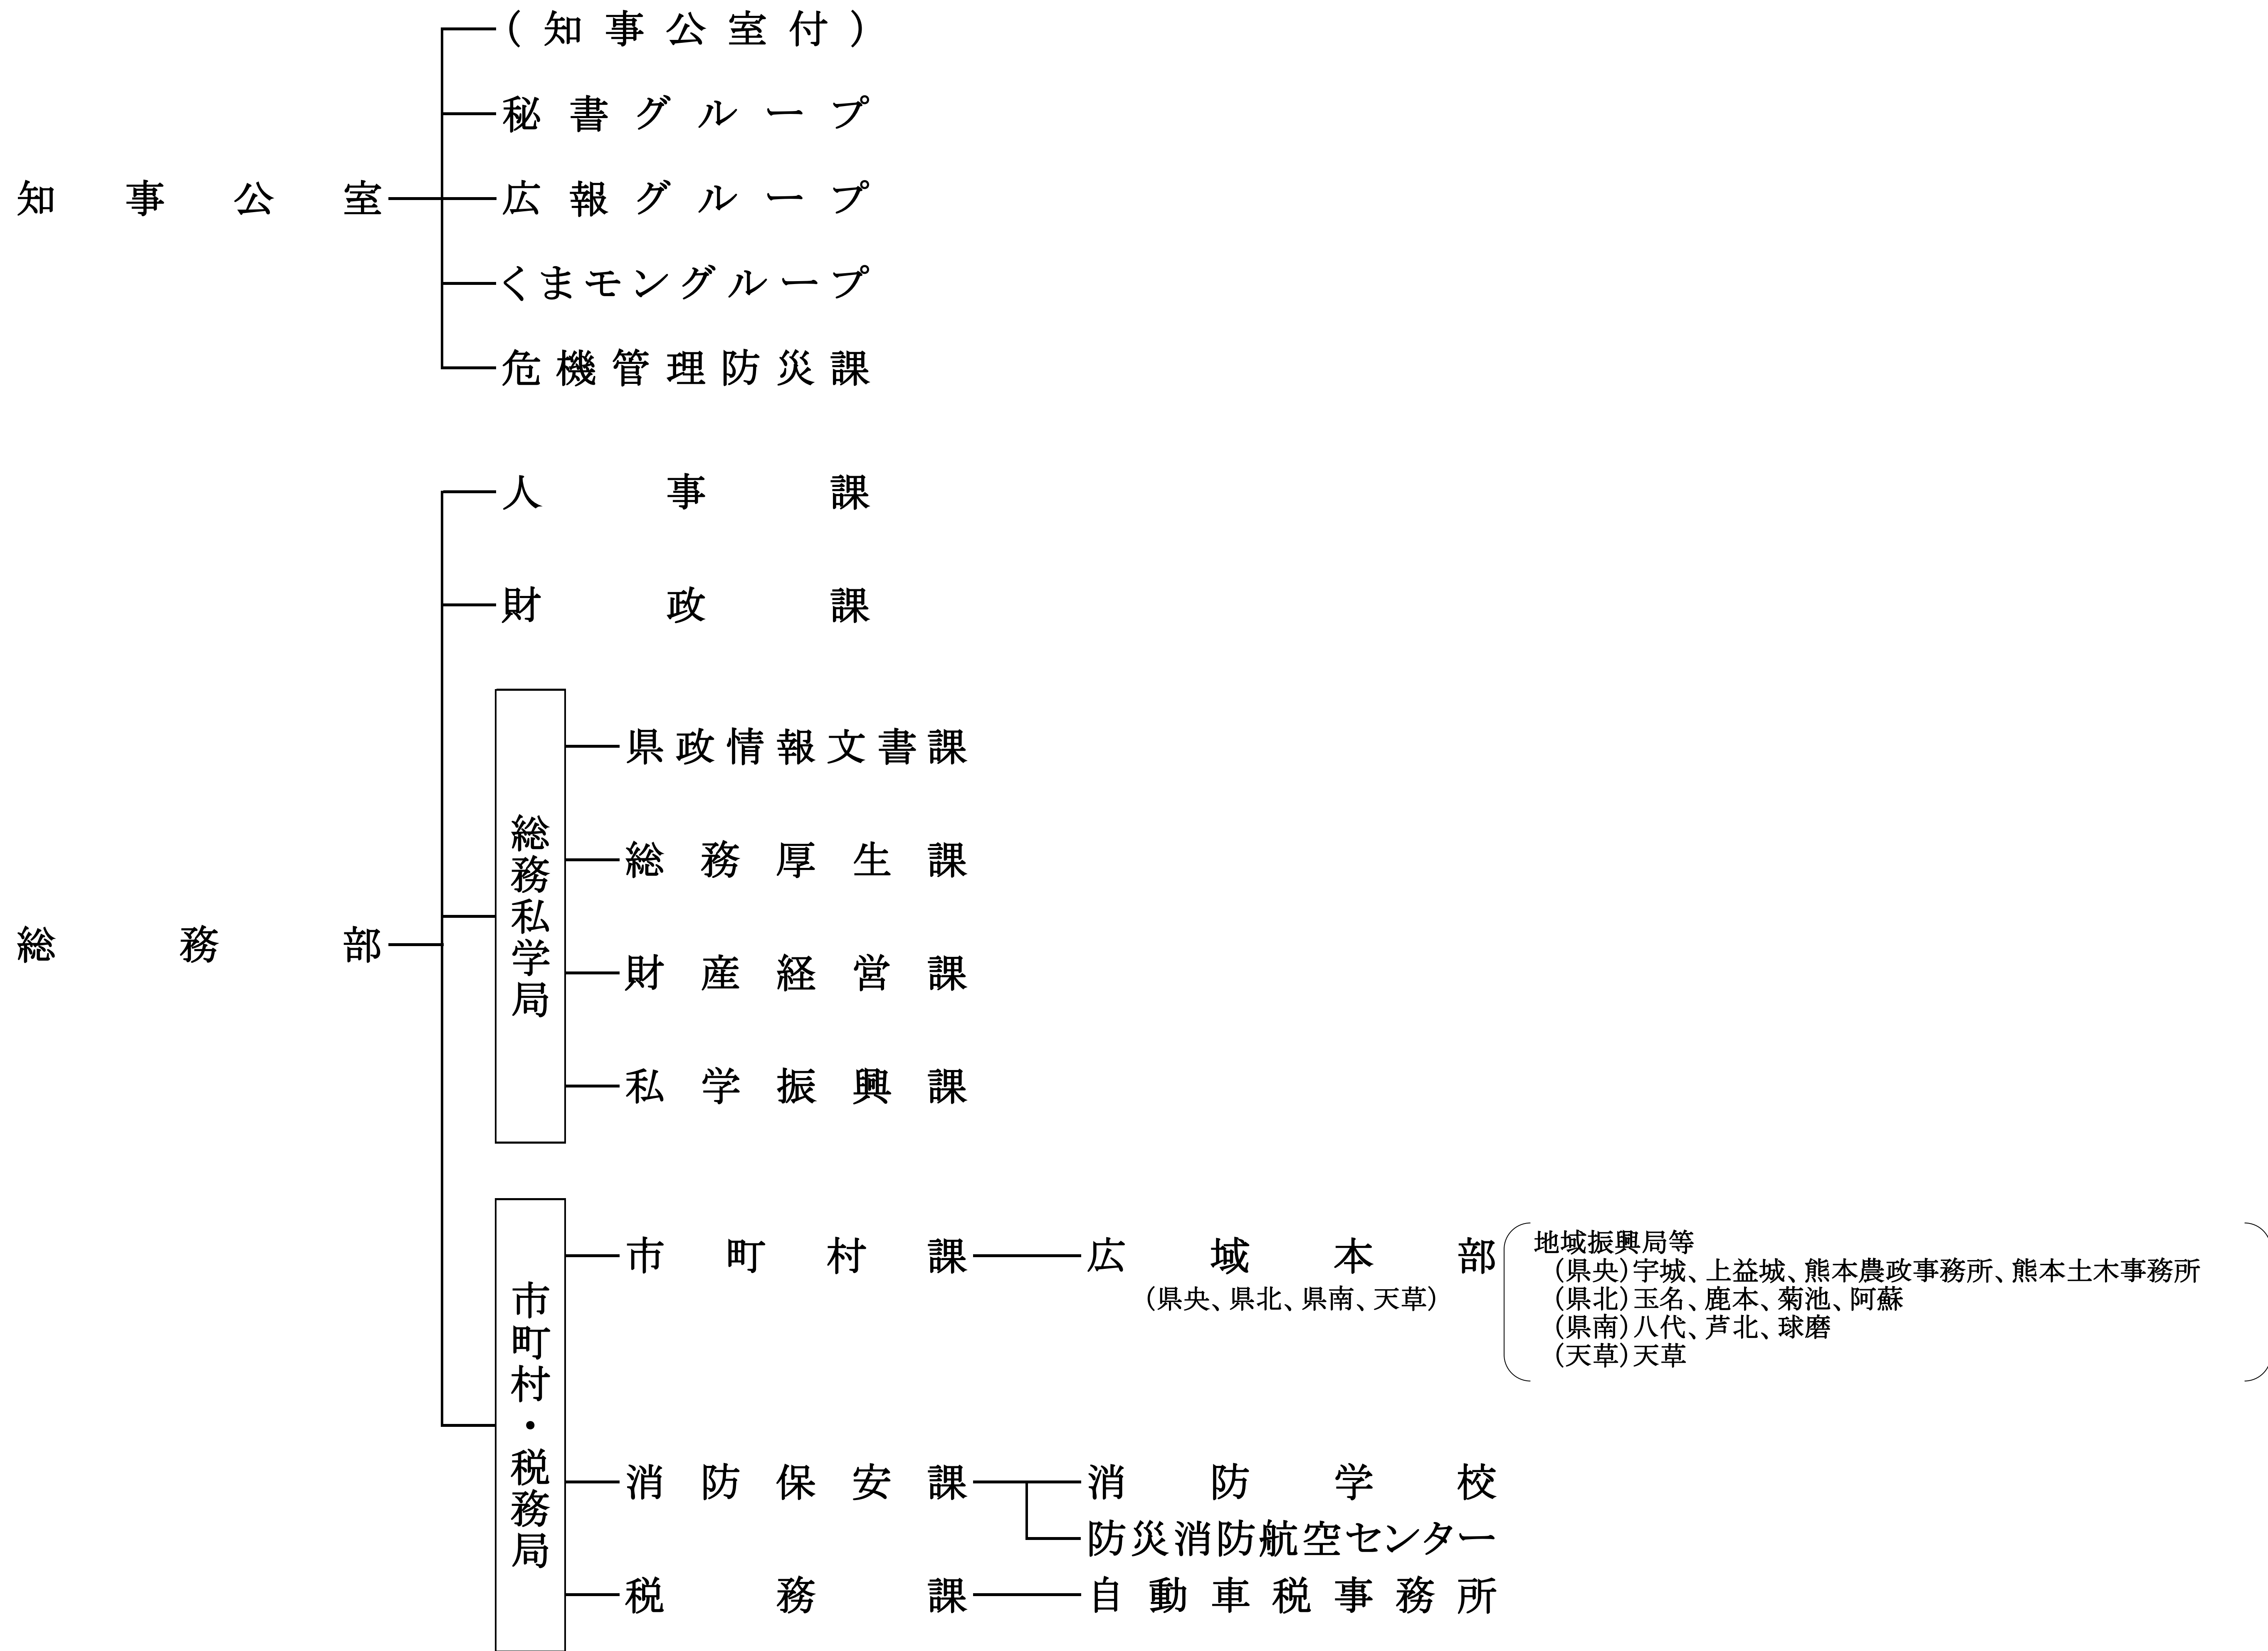 （知事公室付）
秘書グループ
知事公室
広報グループ
くまモングループ
危機管理防災課
人事課
財政課
総務部
総務私学局
県政情報文書課
総務厚生課
財産経営課
私学振興課
市町村・税務局
市町村課
広域本部
（県央、県北、県南、天草）
地域振興局等
（県央）宇城、上益城、熊本農政事務所、熊本土木事務所
（県北）玉名、鹿本、菊池、阿蘇
（県南）八代、芦北、球磨
（天草）天草
消防保安課
消防学校
防災消防航空センター
税務課
自動車税事務所